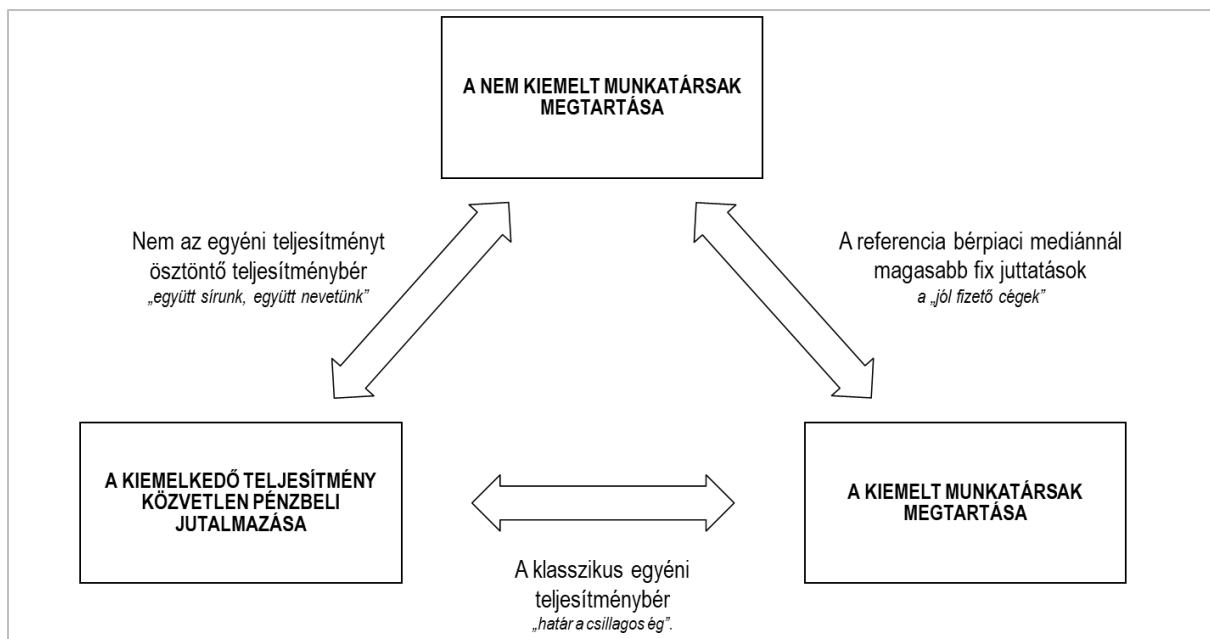 A NEM KIEMELT MUNKATÁRSAK
MEGTARTÁSA
Nem az egyéni teljesítményt
ösztöntő teljesítménybér
„együtt sírunk, együtt nevetünk”
A referencia bérpiaci mediánnál
magasabb fix juttatások
a „jól fizető cégek”
A KIEMELKEDŐ TELJESÍTMÉNY
KÖZVETLEN PÉNZBELI
JUTALMAZÁSA
A KIEMELT MUNKATÁRSAK
MEGTARTÁSA
A klasszikus egyéni
teljesítménybér
„határ a csillagos ég”.